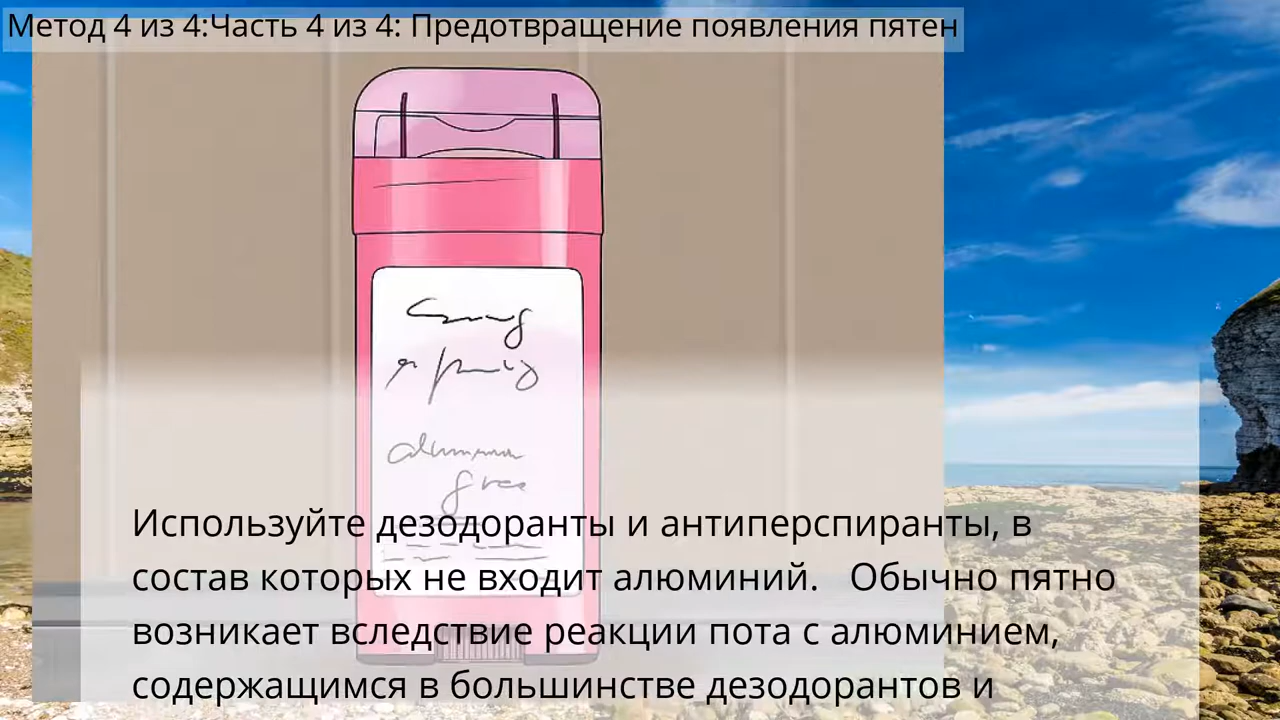 Метод 4 из 4:Часть 4 из 4: Предотвращение появления пятен
Используйте дезодоранты и антиперспиранты, в
состав которых не входит алюминий. Обычно пятно
возникает вследствие реакции пота с алюминием,
содержащимся в большинстве дезодорантов и